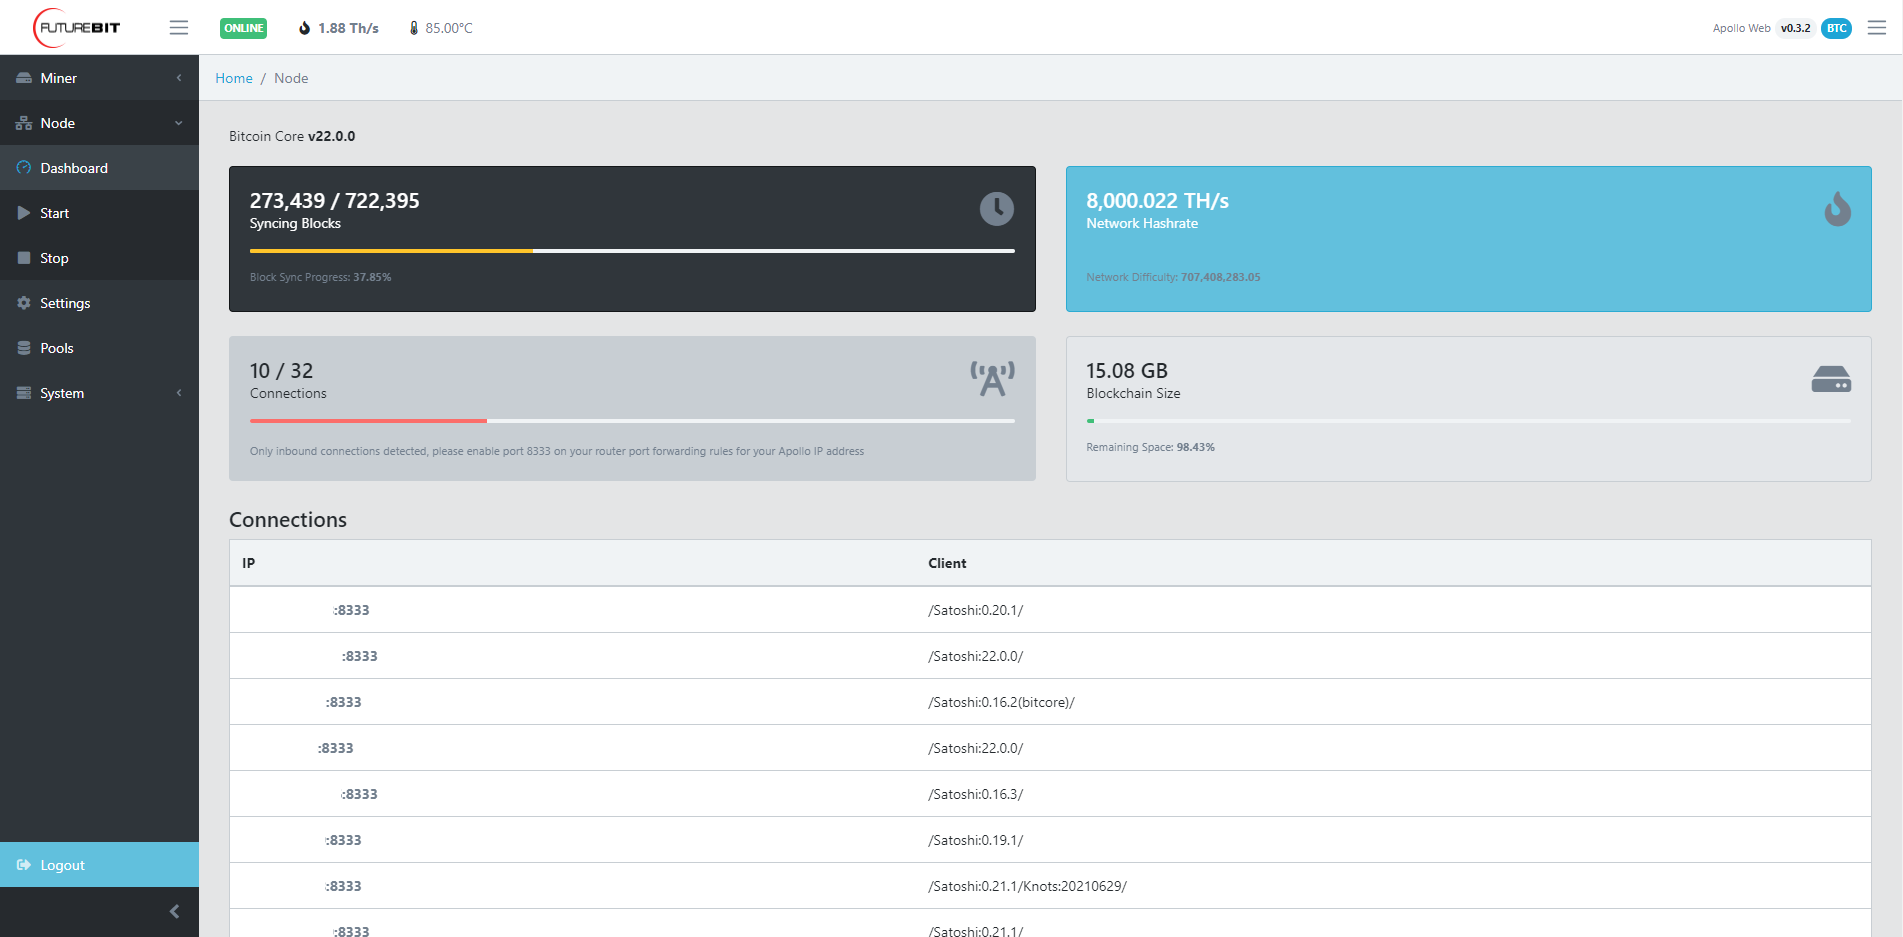 FUTUREBIT
ONLINE
1.88 Th/s
85.00°C
Apollo Web v0.3.2 BTC
Miner
Node
Dashboard
Start
Stop
Settings
Pools
System
Logout
Home / Node
Bitcoin Core v22.0.0
273,439 / 722,395
Syncing Blocks
Block Sync Progress: 37.85%
8,000.022 TH/s
Network Hashrate
Network Difficulty: 707,408,283.05
10 / 32
Connections
Only inbound connections detected, please enable port 8333 on your router port forwarding rules for your Apollo IP address
15.08 GB
Blockchain Size
Remaining Space: 98.43%
Connections
IP Client
:8333 /Satoshi:0.20.1/
:8333 /Satoshi:22.0.0/
:8333 /Satoshi:0.16.2(bitcore)/
:8333 /Satoshi:22.0.0/
:8333 /Satoshi:0.16.3/
:8333 /Satoshi:0.19.1/
:8333 /Satoshi:0.21.1/Knots:20210629/
:8333 /Satoshi:0.21.1/